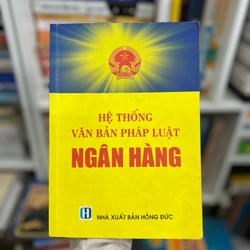 HỆ THỐNG
VĂN BẢN PHÁP LUẬT
NGÂN HÀNG
NHÀ XUẤT BẢN HỒNG ĐỨC